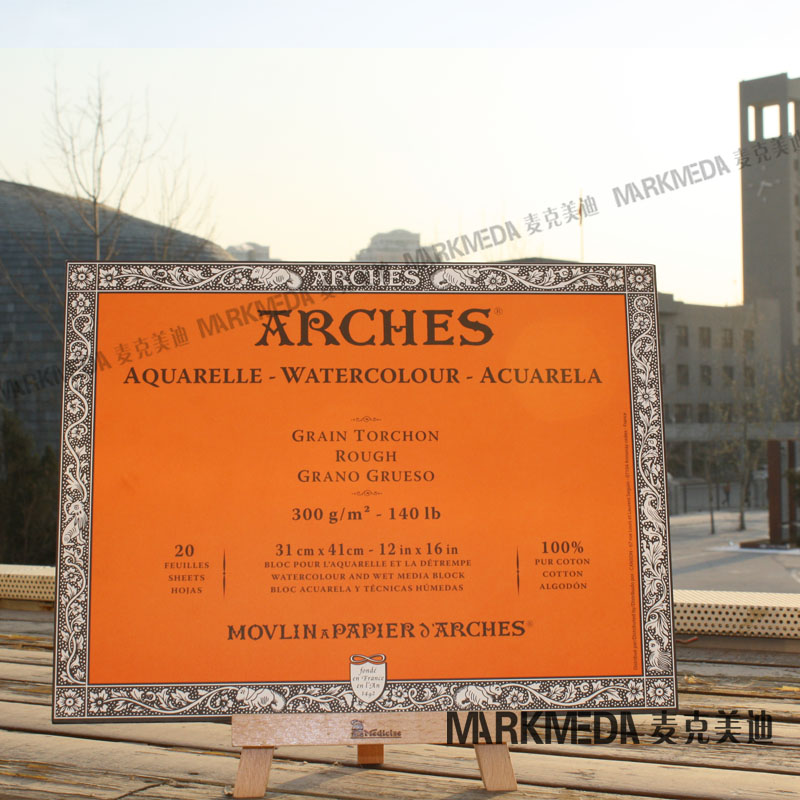 MARKMEDA 麦克美迪
MARKMEDA 麦克美迪
MARKMEDA 麦克美迪
ARCHES
ARCHES®
AQUARELLE - WATERCOLOUR - ACUARELA
GRAIN TORCHON
ROUGH
GRANO GRUESO
300 g/m² - 140 lb
20
FEUILLES
SHEETS
HOJAS
31 cm x 41cm - 12 in x 16 in
BLOC POUR L'AQUARELLE ET LA DÉTREMPE
WATERCOLOUR AND WET MEDIA BLOCK
BLOC ACUARELA Y TÉCNICAS HÚMEDAS
100%
PUR COTON
COTTON
ALGODÓN
MOVLIN A PAPIER d'ARCHES®
fondé
en France
en l'An
1492
Medicise
MARKMEDA 麦克美迪